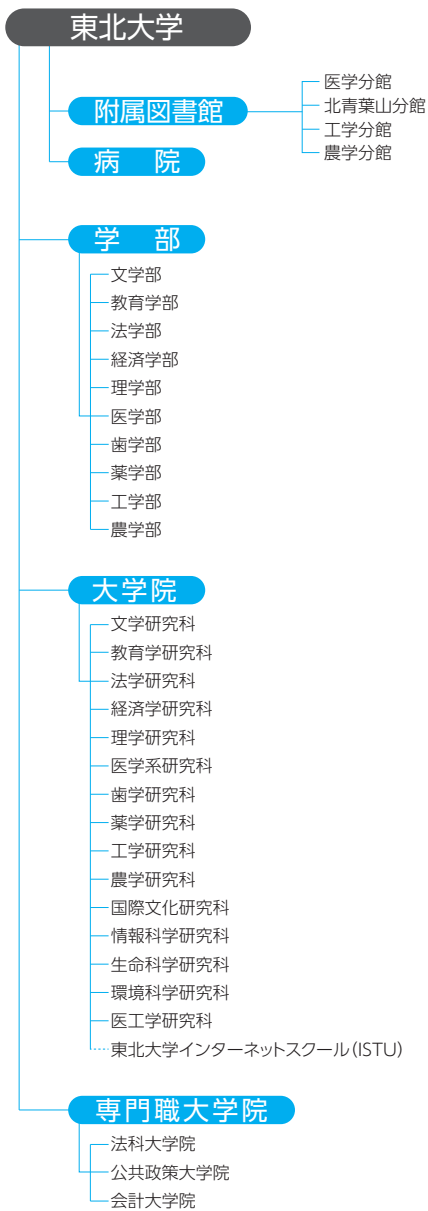 東北大学
附属図書館
医学分館
北青葉山分館
工学分館
農学分館
病 院
学 部
文学部
教育学部
法学部
経済学部
理学部
医学部
歯学部
薬学部
工学部
農学部
大学院
文学研究科
教育学研究科
法学研究科
経済学研究科
理学研究科
医学系研究科
歯学研究科
薬学研究科
工学研究科
農学研究科
国際文化研究科
情報科学研究科
生命科学研究科
環境科学研究科
医工学研究科
東北大学インターネットスクール(ISTU)
専門職大学院
法科大学院
公共政策大学院
会計大学院